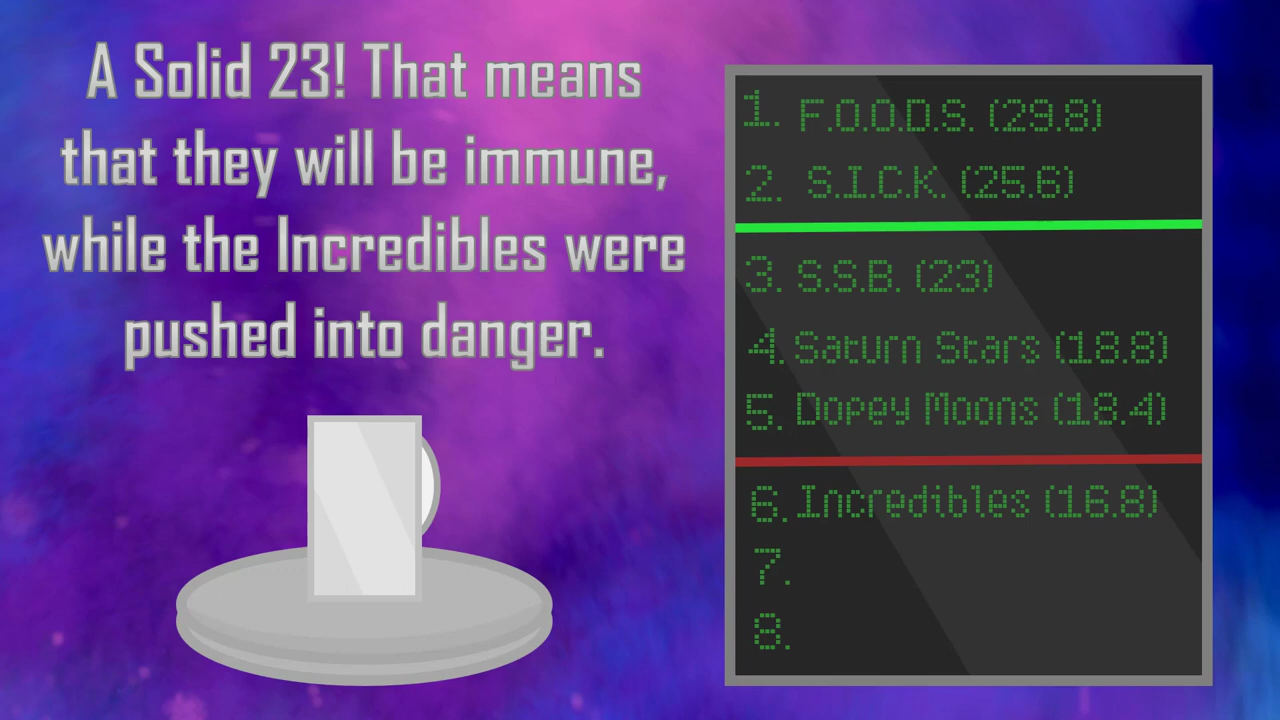 A Solid 23! That means
that they will be immune,
while the Incredibles were
pushed into danger.
1. F.O.O.D.S. (29.8)
2. S.I.C.K. (25.6)
3. S.S.B. (23)
4. Saturn Stars (18.8)
5. Dopey Moons (18.4)
6. Incredibles (16.8)
7.
8.